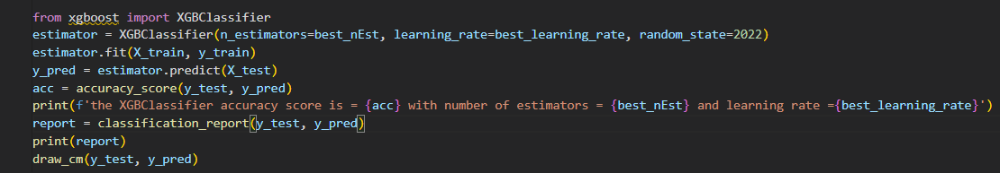 from xgboost import XGBClassifier
estimator = XGBClassifier(n_estimators=best_nEst, learning_rate=best_learning_rate, random_state=2022)
estimator.fit(X_train, y_train)
y_pred = estimator.predict(X_test)
acc = accuracy_score(y_test, y_pred)
print(f'the XGBClassifier accuracy score is = {acc} with number of estimators = {best_nEst} and learning rate ={best_learning_rate}')
report = classification_report(y_test, y_pred)
print(report)
draw_cm(y_test, y_pred)